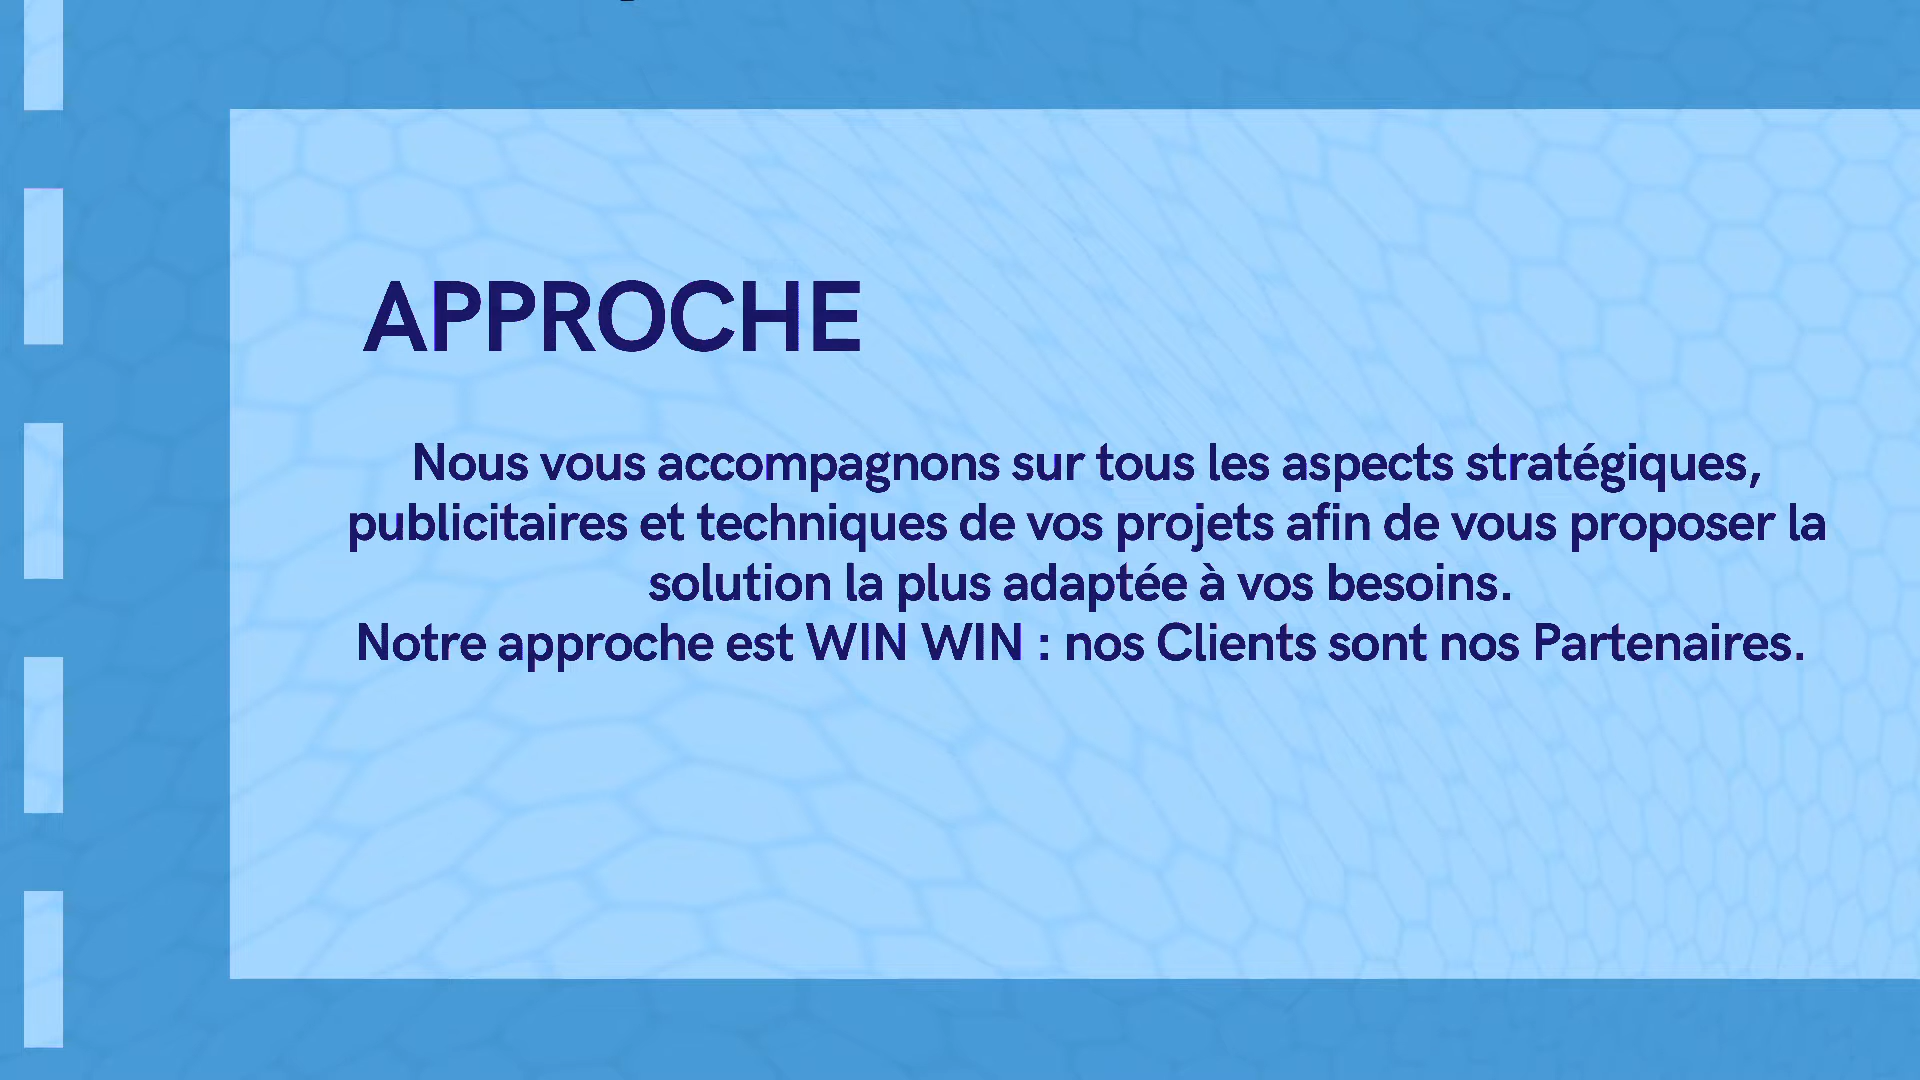 APPROCHE
Nous vous accompagnons sur tous les aspects stratégiques,
publicitaires et techniques de vos projets afin de vous proposer la
solution la plus adaptée à vos besoins.
Notre approche est WIN WIN : nos Clients sont nos Partenaires.